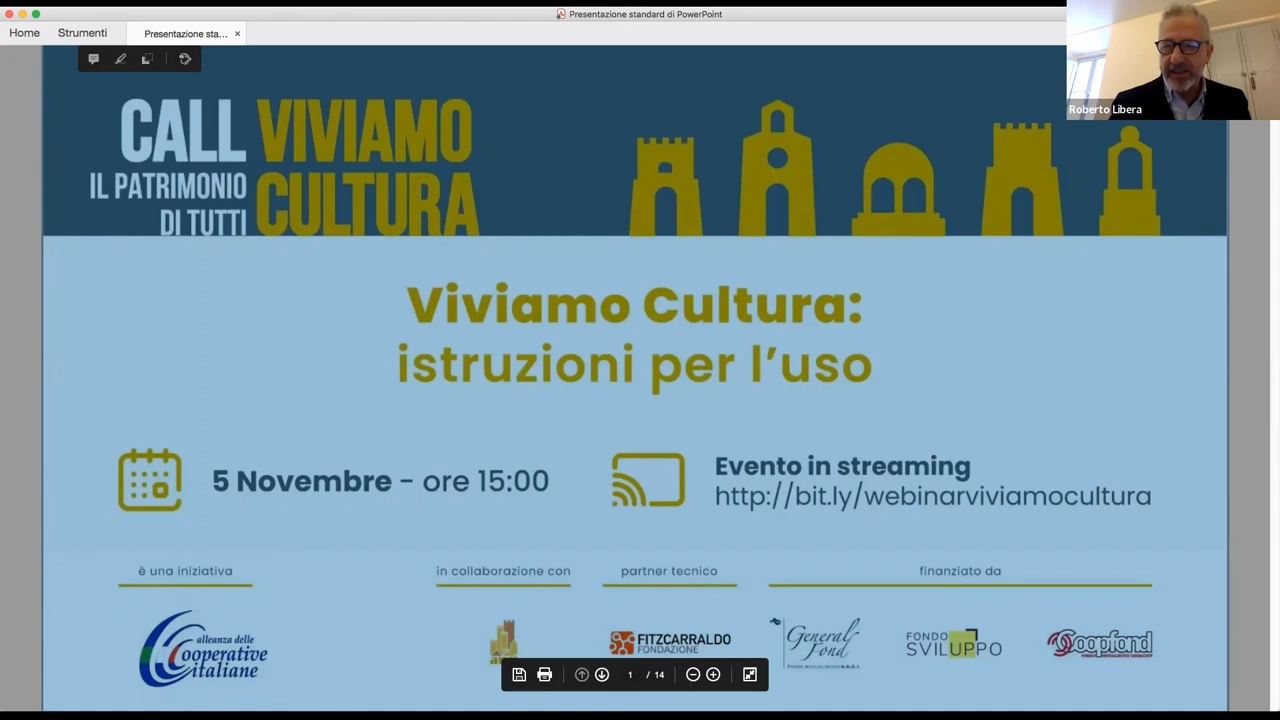 Presentazione standard di PowerPoint
Home
Strumenti
Presentazione sta...
Roberto Libera
CALL
IL PATRIMONIO
DI TUTTI
VIVIAMO
CULTURA
Viviamo Cultura:
istruzioni per l'uso
5 Novembre - ore 15:00
Evento in streaming
http://bit.ly/webinarviviamocultura
è una iniziativa
in collaborazione con
partner tecnico
finanziato da
alleanza delle
Cooperative
italiane
FITZCARRALDO
FONDAZIONE
General
Fond
FONDO
SVILUPPO
Coopfond
1 / 14